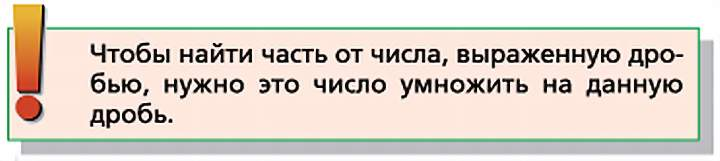 Чтобы найти часть от числа, выраженную дро-
бью, нужно это число умножить на данную
дробь.